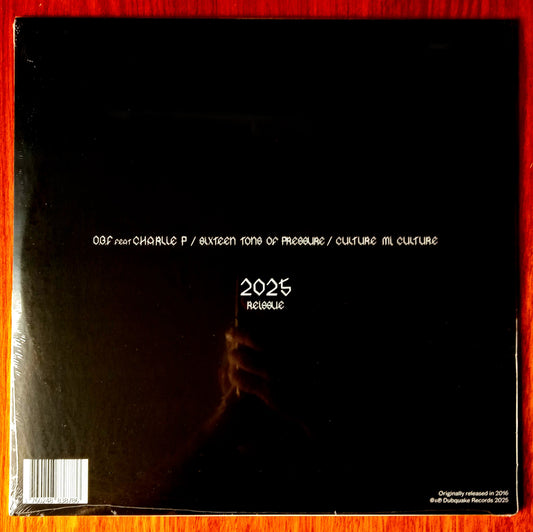 O.B.F FEAT CHARLIE P / SIXTEEN TONS OF PRESSURE / CULTURE MI CULTURE
2025
REISSUE
Originally released in 2016
℗&© Dubquake Records 2025